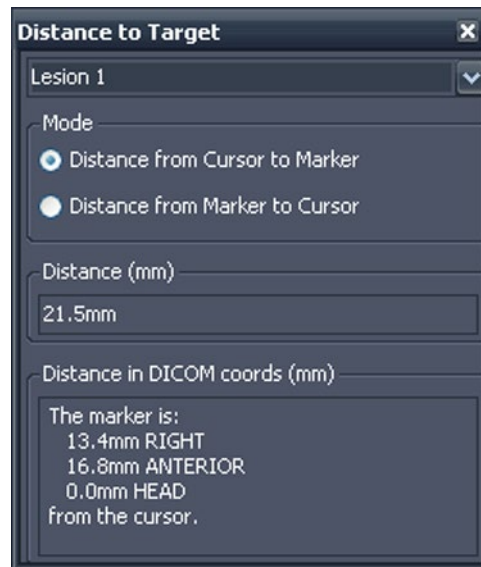 Distance to Target
Lesion 1
Mode
Distance from Cursor to Marker
Distance from Marker to Cursor
Distance (mm)
21.5mm
Distance in DICOM coords (mm)
The marker is:
13.4mm RIGHT
16.8mm ANTERIOR
0.0mm HEAD
from the cursor.